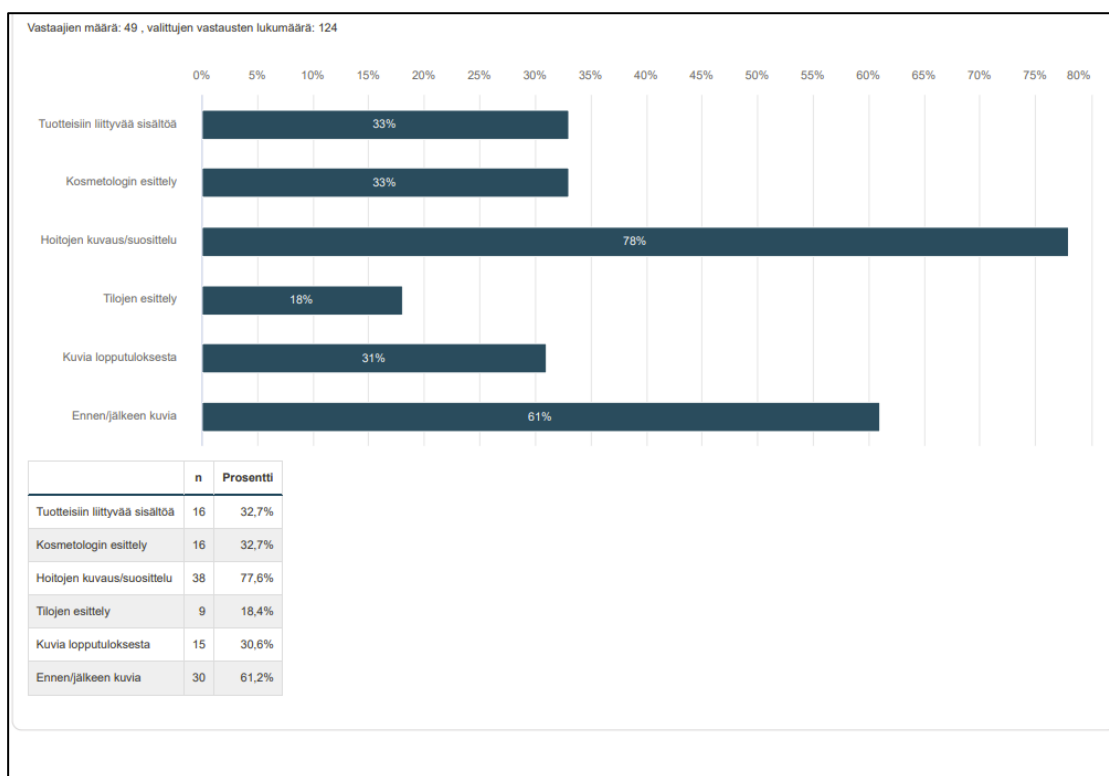 Vastaajien määrä: 49 , valittujen vastausten lukumäärä: 124
0% 5% 10% 15% 20% 25% 30% 35% 40% 45% 50% 55% 60% 65% 70% 75% 80%
Tuotteisiin liittyvää sisältöä 33%
Kosmetologin esittely 33%
Hoitojen kuvaus/suosittelu 78%
Tilojen esittely 18%
Kuvia lopputuloksesta 31%
Ennen/jälkeen kuvia 61%
n Prosentti
Tuotteisiin liittyvää sisältöä 16 32,7%
Kosmetologin esittely 16 32,7%
Hoitojen kuvaus/suosittelu 38 77,6%
Tilojen esittely 9 18,4%
Kuvia lopputuloksesta 15 30,6%
Ennen/jälkeen kuvia 30 61,2%